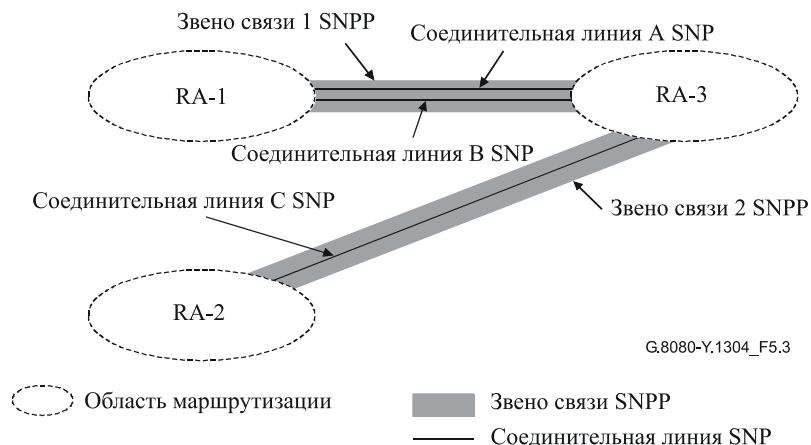 Звено связи 1 SNPP
Соединительная линия A SNP
RA-1
RA-3
Соединительная линия B SNP
Соединительная линия C SNP
Звено связи 2 SNPP
RA-2
G.8080-Y.1304_F5.3
Область маршрутизации
Звено связи SNPP
Соединительная линия SNP